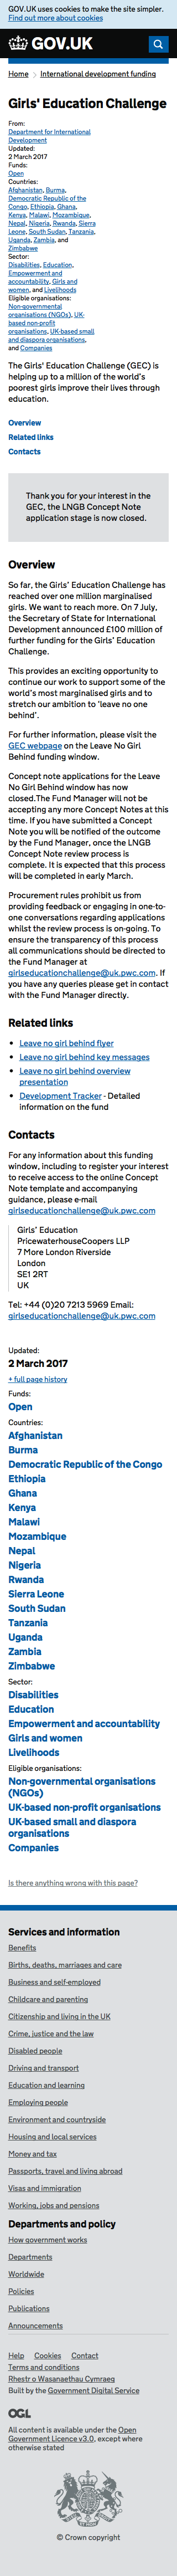 GOV.UK uses cookies to make the site simpler.
Find out more about cookies
GOV.UK
Home
International development funding
Girls' Education Challenge
From:
Department for International
Development
Updated:
2 March 2017
Funds:
Open
Countries:
Afghanistan, Burma,
Democratic Republic of the
Congo, Ethiopia, Ghana,
Kenya, Malawi, Mozambique,
Nepal, Nigeria, Rwanda, Sierra
Leone, South Sudan, Tanzania,
Uganda, Zambia, and
Zimbabwe
Sector:
Disabilities, Education,
Empowerment and
accountability, Girls and
women, and Livelihoods
Eligible organisations:
Non-governmental
organisations (NGOs), UK-
based non-profit
organisations, UK-based small
and diaspora organisations,
and Companies
The Girls' Education Challenge (GEC) is
helping up to a million of the world's
poorest girls improve their lives through
education.
Overview
Related links
Contacts
Thank you for your interest in the
GEC, the LNGB Concept Note
application stage is now closed.
Overview
So far, the Girls' Education Challenge has
reached over one million marginalised
girls. We want to reach more. On 7 July,
the Secretary of State for International
Development announced £100 million of
further funding for the Girls' Education
Challenge.
This provides an exciting opportunity to
continue our work to support some of the
world's most marginalised girls and to
stretch our ambition to 'leave no one
behind'.
For further information, please visit the
GEC webpage on the Leave No Girl
Behind funding window.
Concept note applications for the Leave
No Girl Behind window has now
closed.The Fund Manager will not be
accepting any more Concept Notes at this
time. If you have submitted a Concept
Note you will be notified of the outcome
by the Fund Manager, once the LNGB
Concept Note review process is
complete. It is expected that this process
will be completed in early March.
Procurement rules prohibit us from
providing feedback or engaging in one-to-
one conversations regarding applications
whilst the review process is on-going. To
ensure the transparency of this process
all communications should be directed to
the Fund Manager at
girlseducationchallenge@uk.pwc.com. If
you have any queries please get in contact
with the Fund Manager directly.
Related links
Leave no girl behind flyer
Leave no girl behind key messages
Leave no girl behind overview
presentation
Development Tracker - Detailed
information on the fund
Contacts
For any information about this funding
window, including to register your interest
to receive access to the online Concept
Note template and accompanying
guidance, please e-mail
girlseducationchallenge@uk.pwc.com
Girls' Education
PricewaterhouseCoopers LLP
7 More London Riverside
London
SE1 2RT
UK
Tel: +44 (0)20 7213 5969 Email:
girlseducationchallenge@uk.pwc.com
Updated:
2 March 2017
+ full page history
Funds:
Open
Countries:
Afghanistan
Burma
Democratic Republic of the Congo
Ethiopia
Ghana
Kenya
Malawi
Mozambique
Nepal
Nigeria
Rwanda
Sierra Leone
South Sudan
Tanzania
Uganda
Zambia
Zimbabwe
Sector:
Disabilities
Education
Empowerment and accountability
Girls and women
Livelihoods
Eligible organisations:
Non-governmental organisations
(NGOs)
UK-based non-profit organisations
UK-based small and diaspora
organisations
Companies
Is there anything wrong with this page?
Services and information
Benefits
Births, deaths, marriages and care
Business and self-employed
Childcare and parenting
Citizenship and living in the UK
Crime, justice and the law
Disabled people
Driving and transport
Education and learning
Employing people
Environment and countryside
Housing and local services
Money and tax
Passports, travel and living abroad
Visas and immigration
Working, jobs and pensions
Departments and policy
How government works
Departments
Worldwide
Policies
Publications
Announcements
Help Cookies Contact
Terms and conditions
Rhestr o Wasanaethau Cymraeg
Built by the Government Digital Service
OGL
All content is available under the Open
Government Licence v3.0, except where
otherwise stated
© Crown copyright